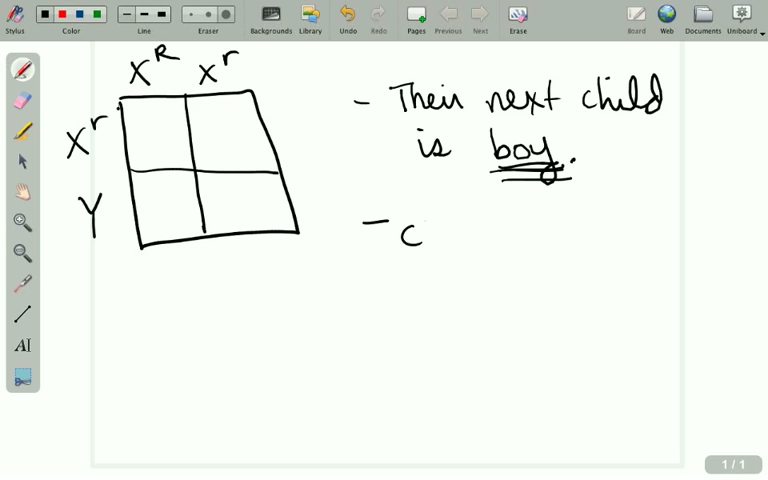 Stylus Color Line Eraser Backgrounds Library Undo Redo Pages Previous Next Erase Board Web Documents Uniboard
X^R X^r
- Their next child
X^r
is boy.
Y
- C
AI
1 / 1